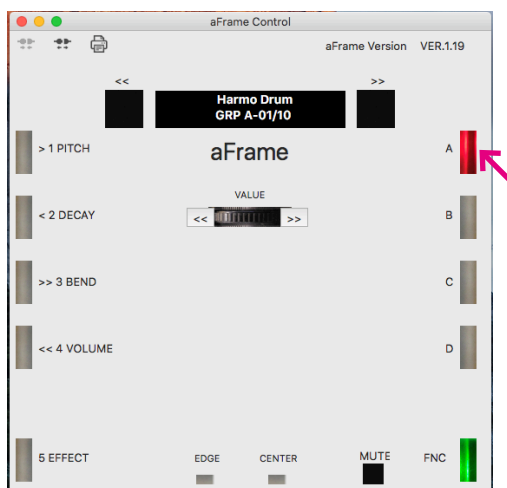 aFrame Control
aFrame Version VER.1.19
<< >>
Harmo Drum
GRP A-01/10
> 1 PITCH
aFrame
A
VALUE
< 2 DECAY
<< >>
B
>> 3 BEND
C
<< 4 VOLUME
D
5 EFFECT
EDGE
CENTER
MUTE
FNC